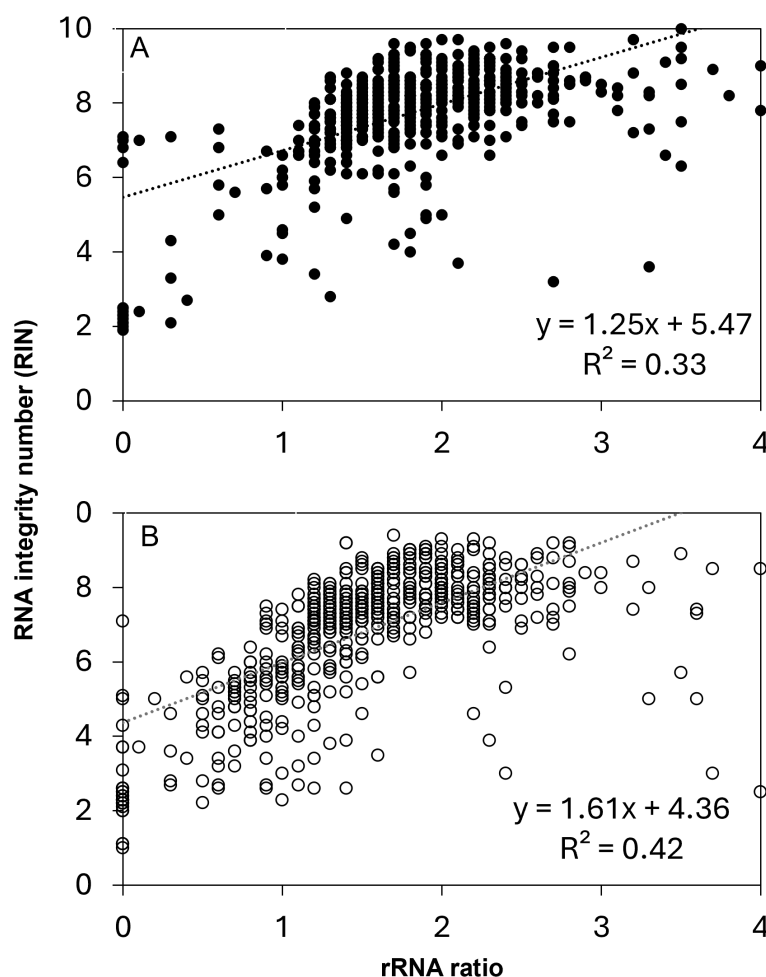 10
A
8
6
4
y = 1.25x + 5.47
2
R² = 0.33
0
0 1 2 3 4
RNA integrity number (RIN)
0
B
8
6
4
y = 1.61x + 4.36
2
R² = 0.42
0
0 1 2 3 4
rRNA ratio